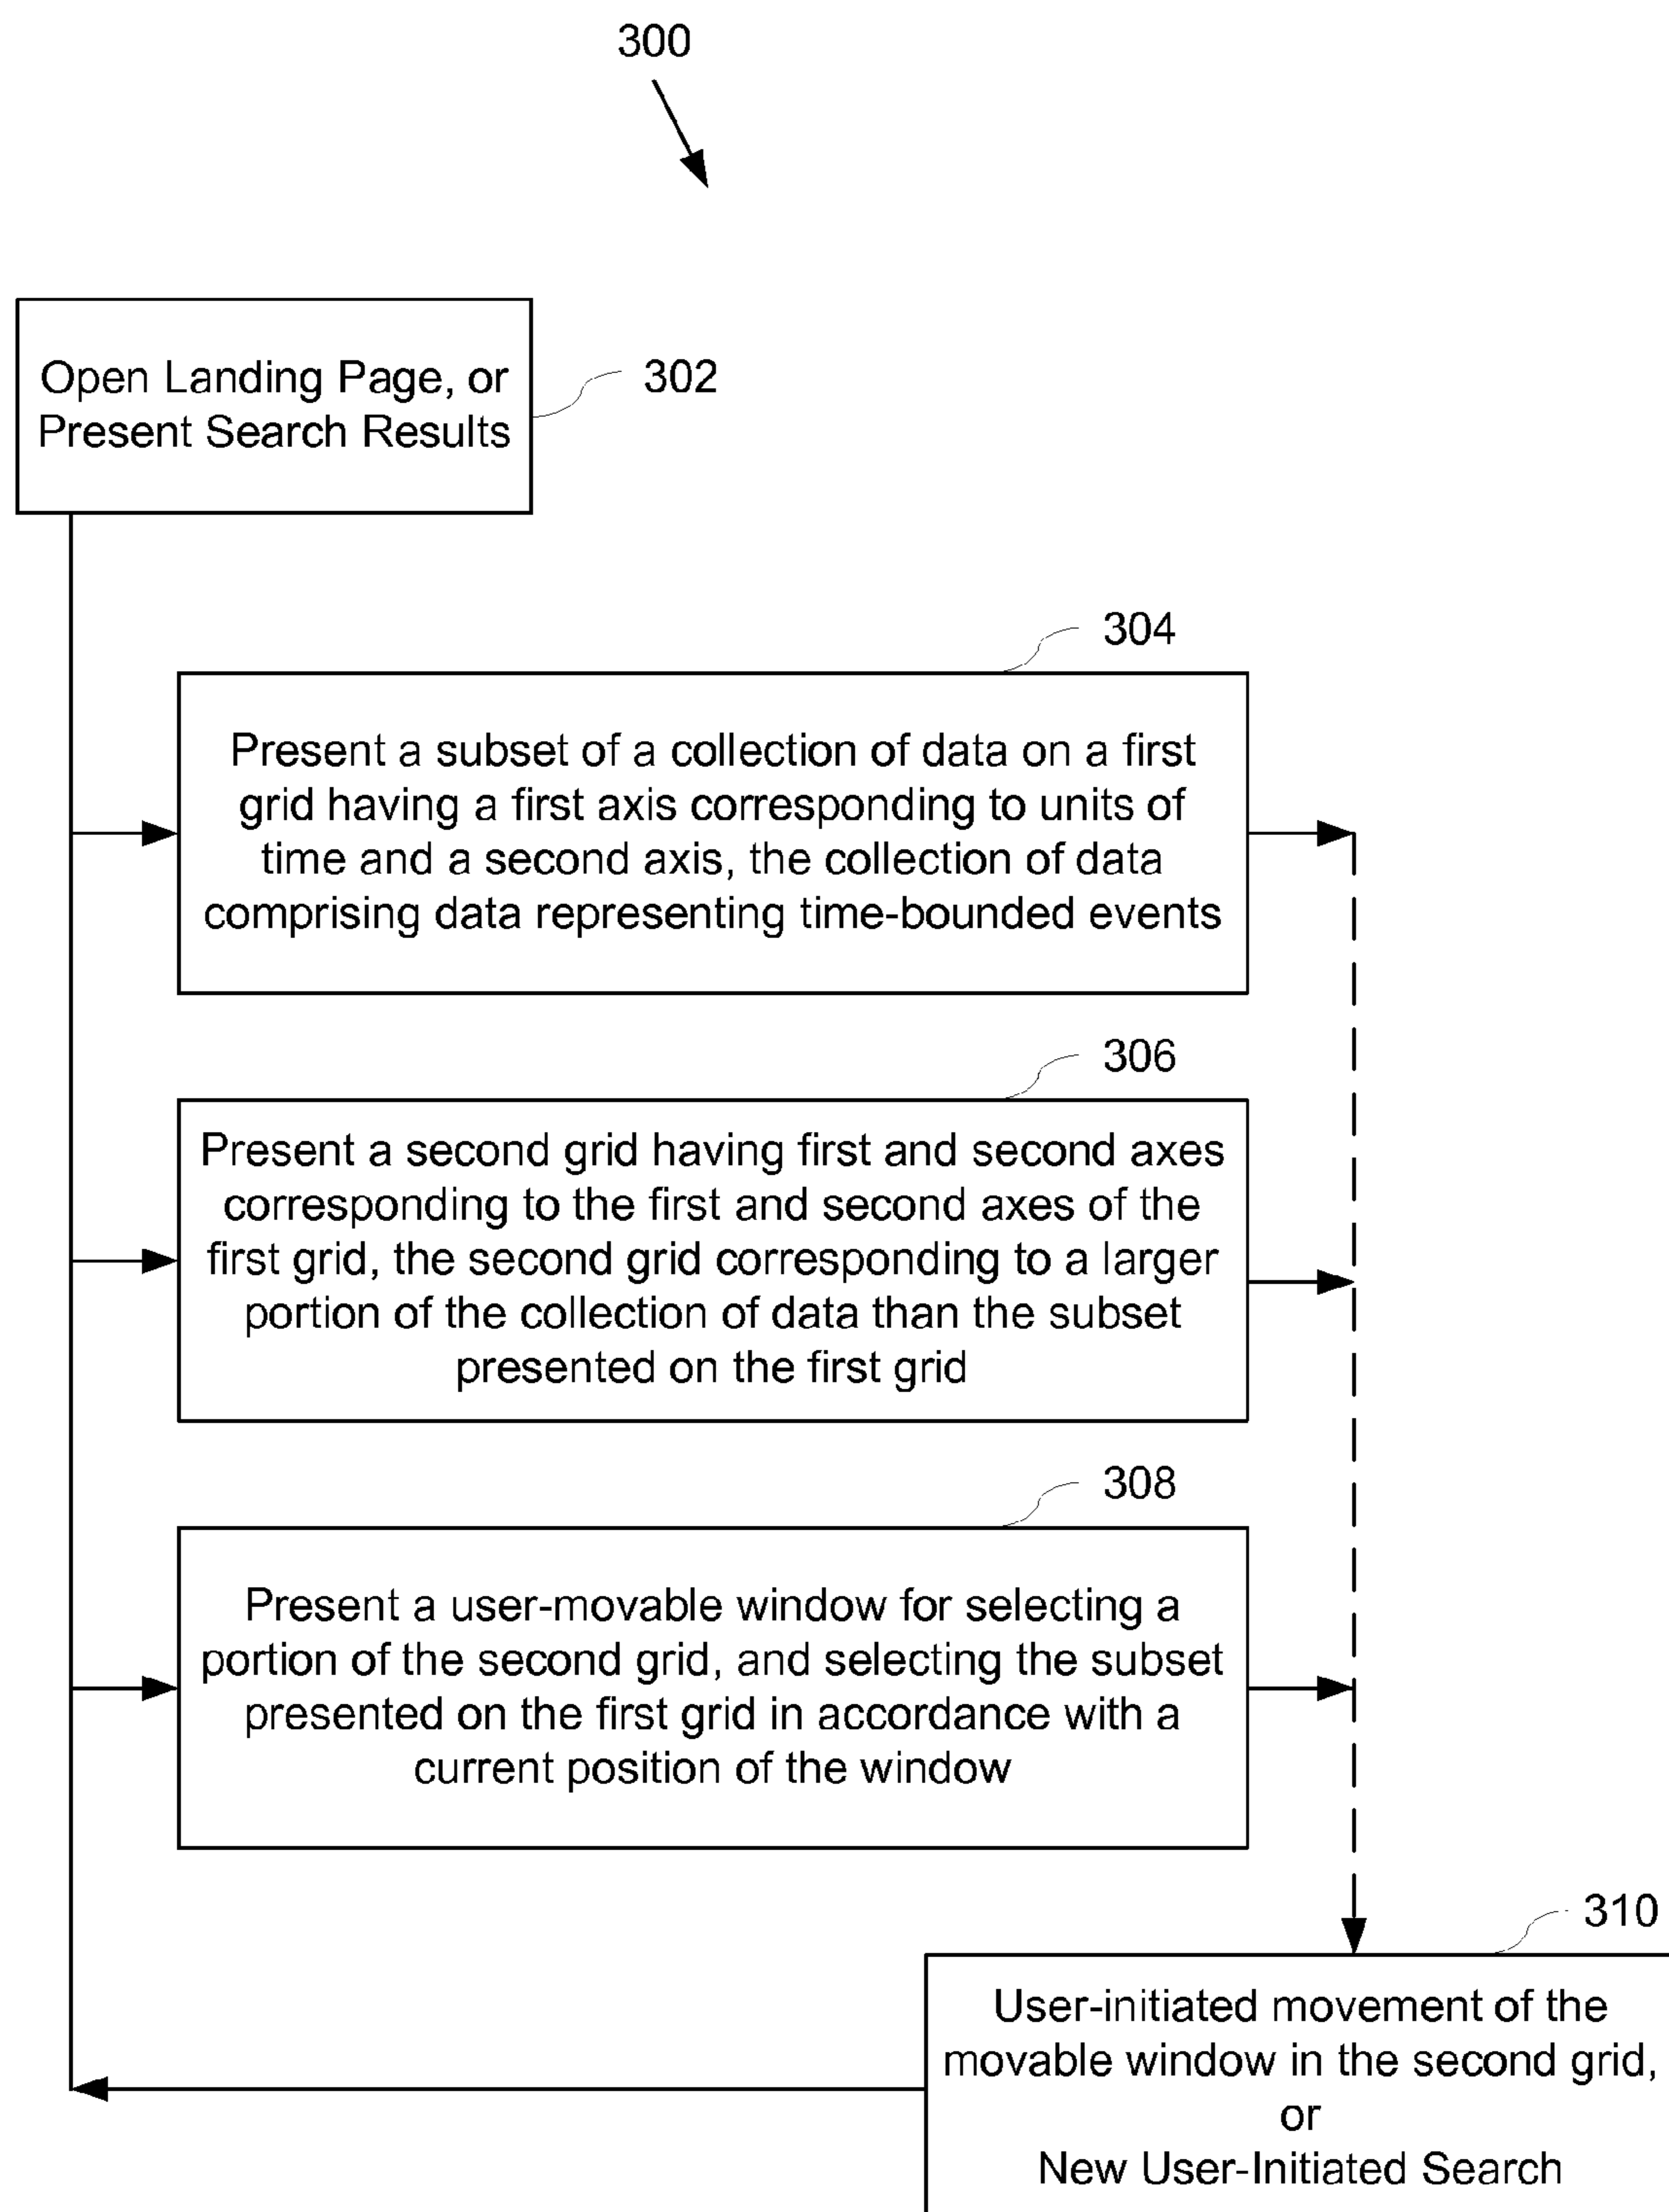 300
Open Landing Page, or
Present Search Results
302
304
Present a subset of a collection of data on a first
grid having a first axis corresponding to units of
time and a second axis, the collection of data
comprising data representing time-bounded events
306
Present a second grid having first and second axes
corresponding to the first and second axes of the
first grid, the second grid corresponding to a larger
portion of the collection of data than the subset
presented on the first grid
308
Present a user-movable window for selecting a
portion of the second grid, and selecting the subset
presented on the first grid in accordance with a
current position of the window
310
User-initiated movement of the
movable window in the second grid,
or
New User-Initiated Search